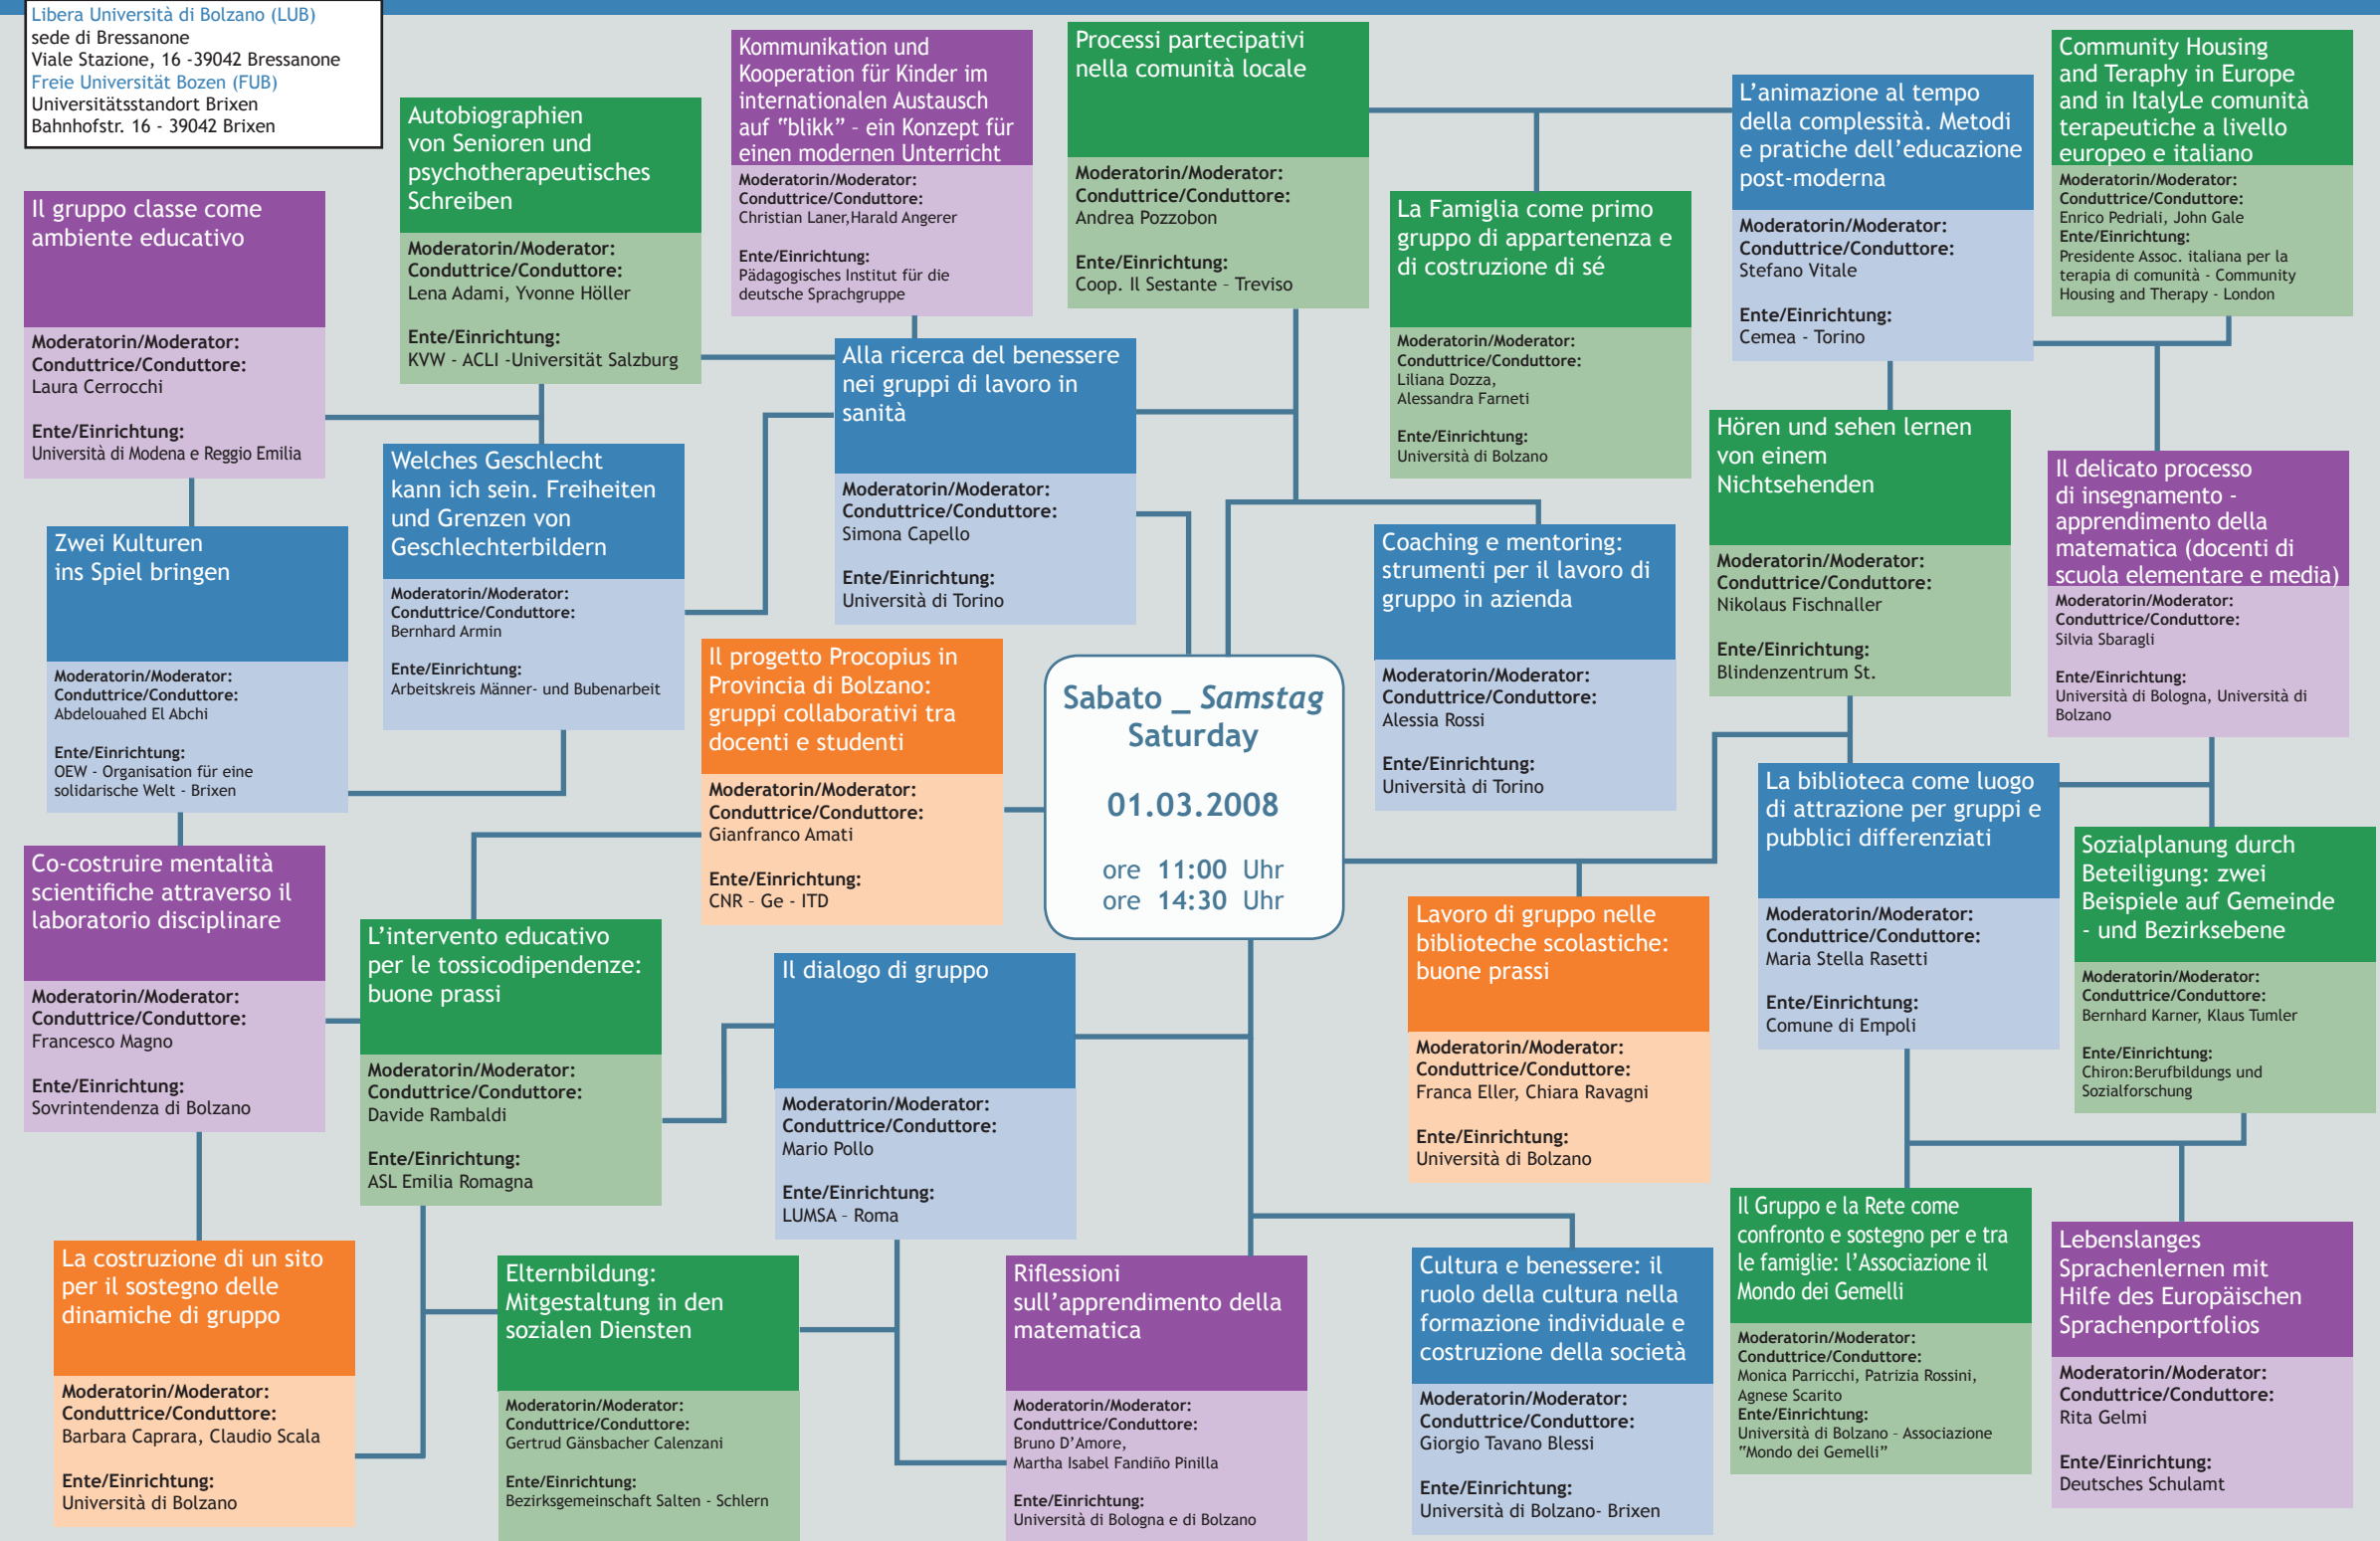 Libera Università di Bolzano (LUB)
sede di Bressanone
Viale Stazione, 16 -39042 Bressanone
Freie Universität Bozen (FUB)
Universitätsstandort Brixen
Bahnhofstr. 16 - 39042 Brixen
Il gruppo classe come
ambiente educativo
Moderatorin/Moderator:
Conduttrice/Conduttore:
Laura Cerrocchi
Ente/Einrichtung:
Università di Modena e Reggio Emilia
Autobiographien
von Senioren und
psychotherapeutisches
Schreiben
Moderatorin/Moderator:
Conduttrice/Conduttore:
Lena Adami, Yvonne Höller
Ente/Einrichtung:
KVW - ACLI -Universität Salzburg
Kommunikation und
Kooperation für Kinder im
internationalen Austausch
auf "blikk" – ein Konzept für
einen modernen Unterricht
Moderatorin/Moderator:
Conduttrice/Conduttore:
Christian Laner,Harald Angerer
Ente/Einrichtung:
Pädagogisches Institut für die
deutsche Sprachgruppe
Processi partecipativi
nella comunità locale
Moderatorin/Moderator:
Conduttrice/Conduttore:
Andrea Pozzobon
Ente/Einrichtung:
Coop. Il Sestante – Treviso
La Famiglia come primo
gruppo di appartenenza e
di costruzione di sé
Moderatorin/Moderator:
Conduttrice/Conduttore:
Liliana Dozza,
Alessandra Farneti
Ente/Einrichtung:
Università di Bolzano
L'animazione al tempo
della complessità. Metodi
e pratiche dell'educazione
post-moderna
Moderatorin/Moderator:
Conduttrice/Conduttore:
Stefano Vitale
Ente/Einrichtung:
Cemea - Torino
Community Housing
and Teraphy in Europe
and in ItalyLe comunità
terapeutiche a livello
europeo e italiano
Moderatorin/Moderator:
Conduttrice/Conduttore:
Enrico Pedriali, John Gale
Ente/Einrichtung:
Presidente Assoc. italiana per la
terapia di comunità - Community
Housing and Therapy - London
Zwei Kulturen
ins Spiel bringen
Moderatorin/Moderator:
Conduttrice/Conduttore:
Abdelouahed El Abchi
Ente/Einrichtung:
OEW - Organisation für eine
solidarische Welt - Brixen
Welches Geschlecht
kann ich sein. Freiheiten
und Grenzen von
Geschlechterbildern
Moderatorin/Moderator:
Conduttrice/Conduttore:
Bernhard Armin
Ente/Einrichtung:
Arbeitskreis Männer- und Bubenarbeit
Alla ricerca del benessere
nei gruppi di lavoro in
sanità
Moderatorin/Moderator:
Conduttrice/Conduttore:
Simona Capello
Ente/Einrichtung:
Università di Torino
Coaching e mentoring:
strumenti per il lavoro di
gruppo in azienda
Moderatorin/Moderator:
Conduttrice/Conduttore:
Alessia Rossi
Ente/Einrichtung:
Università di Torino
Hören und sehen lernen
von einem
Nichtsehenden
Moderatorin/Moderator:
Conduttrice/Conduttore:
Nikolaus Fischnaller
Ente/Einrichtung:
Blindenzentrum St.
Il delicato processo
di insegnamento -
apprendimento della
matematica (docenti di
scuola elementare e media)
Moderatorin/Moderator:
Conduttrice/Conduttore:
Silvia Sbaragli
Ente/Einrichtung:
Università di Bologna, Università di
Bolzano
Il progetto Procopius in
Provincia di Bolzano:
gruppi collaborativi tra
docenti e studenti
Moderatorin/Moderator:
Conduttrice/Conduttore:
Gianfranco Amati
Ente/Einrichtung:
CNR – Ge - ITD
Sabato _ Samstag
Saturday
01.03.2008
ore 11:00 Uhr
ore 14:30 Uhr
La biblioteca come luogo
di attrazione per gruppi e
pubblici differenziati
Moderatorin/Moderator:
Conduttrice/Conduttore:
Maria Stella Rasetti
Ente/Einrichtung:
Comune di Empoli
Sozialplanung durch
Beteiligung: zwei
Beispiele auf Gemeinde
- und Bezirksebene
Moderatorin/Moderator:
Conduttrice/Conduttore:
Bernhard Karner, Klaus Tumler
Ente/Einrichtung:
Chiron:Berufbildungs und
Sozialforschung
Co-costruire mentalità
scientifiche attraverso il
laboratorio disciplinare
Moderatorin/Moderator:
Conduttrice/Conduttore:
Francesco Magno
Ente/Einrichtung:
Sovrintendenza di Bolzano
L'intervento educativo
per le tossicodipendenze:
buone prassi
Moderatorin/Moderator:
Conduttrice/Conduttore:
Davide Rambaldi
Ente/Einrichtung:
ASL Emilia Romagna
Il dialogo di gruppo
Moderatorin/Moderator:
Conduttrice/Conduttore:
Mario Pollo
Ente/Einrichtung:
LUMSA – Roma
Lavoro di gruppo nelle
biblioteche scolastiche:
buone prassi
Moderatorin/Moderator:
Conduttrice/Conduttore:
Franca Eller, Chiara Ravagni
Ente/Einrichtung:
Università di Bolzano
La costruzione di un sito
per il sostegno delle
dinamiche di gruppo
Moderatorin/Moderator:
Conduttrice/Conduttore:
Barbara Caprara, Claudio Scala
Ente/Einrichtung:
Università di Bolzano
Elternbildung:
Mitgestaltung in den
sozialen Diensten
Moderatorin/Moderator:
Conduttrice/Conduttore:
Gertrud Gänsbacher Calenzani
Ente/Einrichtung:
Bezirksgemeinschaft Salten - Schlern
Riflessioni
sull'apprendimento della
matematica
Moderatorin/Moderator:
Conduttrice/Conduttore:
Bruno D'Amore,
Martha Isabel Fandiño Pinilla
Ente/Einrichtung:
Università di Bologna e di Bolzano
Cultura e benessere: il
ruolo della cultura nella
formazione individuale e
costruzione della società
Moderatorin/Moderator:
Conduttrice/Conduttore:
Giorgio Tavano Blessi
Ente/Einrichtung:
Università di Bolzano- Brixen
Il Gruppo e la Rete come
confronto e sostegno per e tra
le famiglie: l'Associazione il
Mondo dei Gemelli
Moderatorin/Moderator:
Conduttrice/Conduttore:
Monica Parricchi, Patrizia Rossini,
Agnese Scarito
Ente/Einrichtung:
Università di Bolzano – Associazione
"Mondo dei Gemelli"
Lebenslanges
Sprachenlernen mit
Hilfe des Europäischen
Sprachenportfolios
Moderatorin/Moderator:
Conduttrice/Conduttore:
Rita Gelmi
Ente/Einrichtung:
Deutsches Schulamt